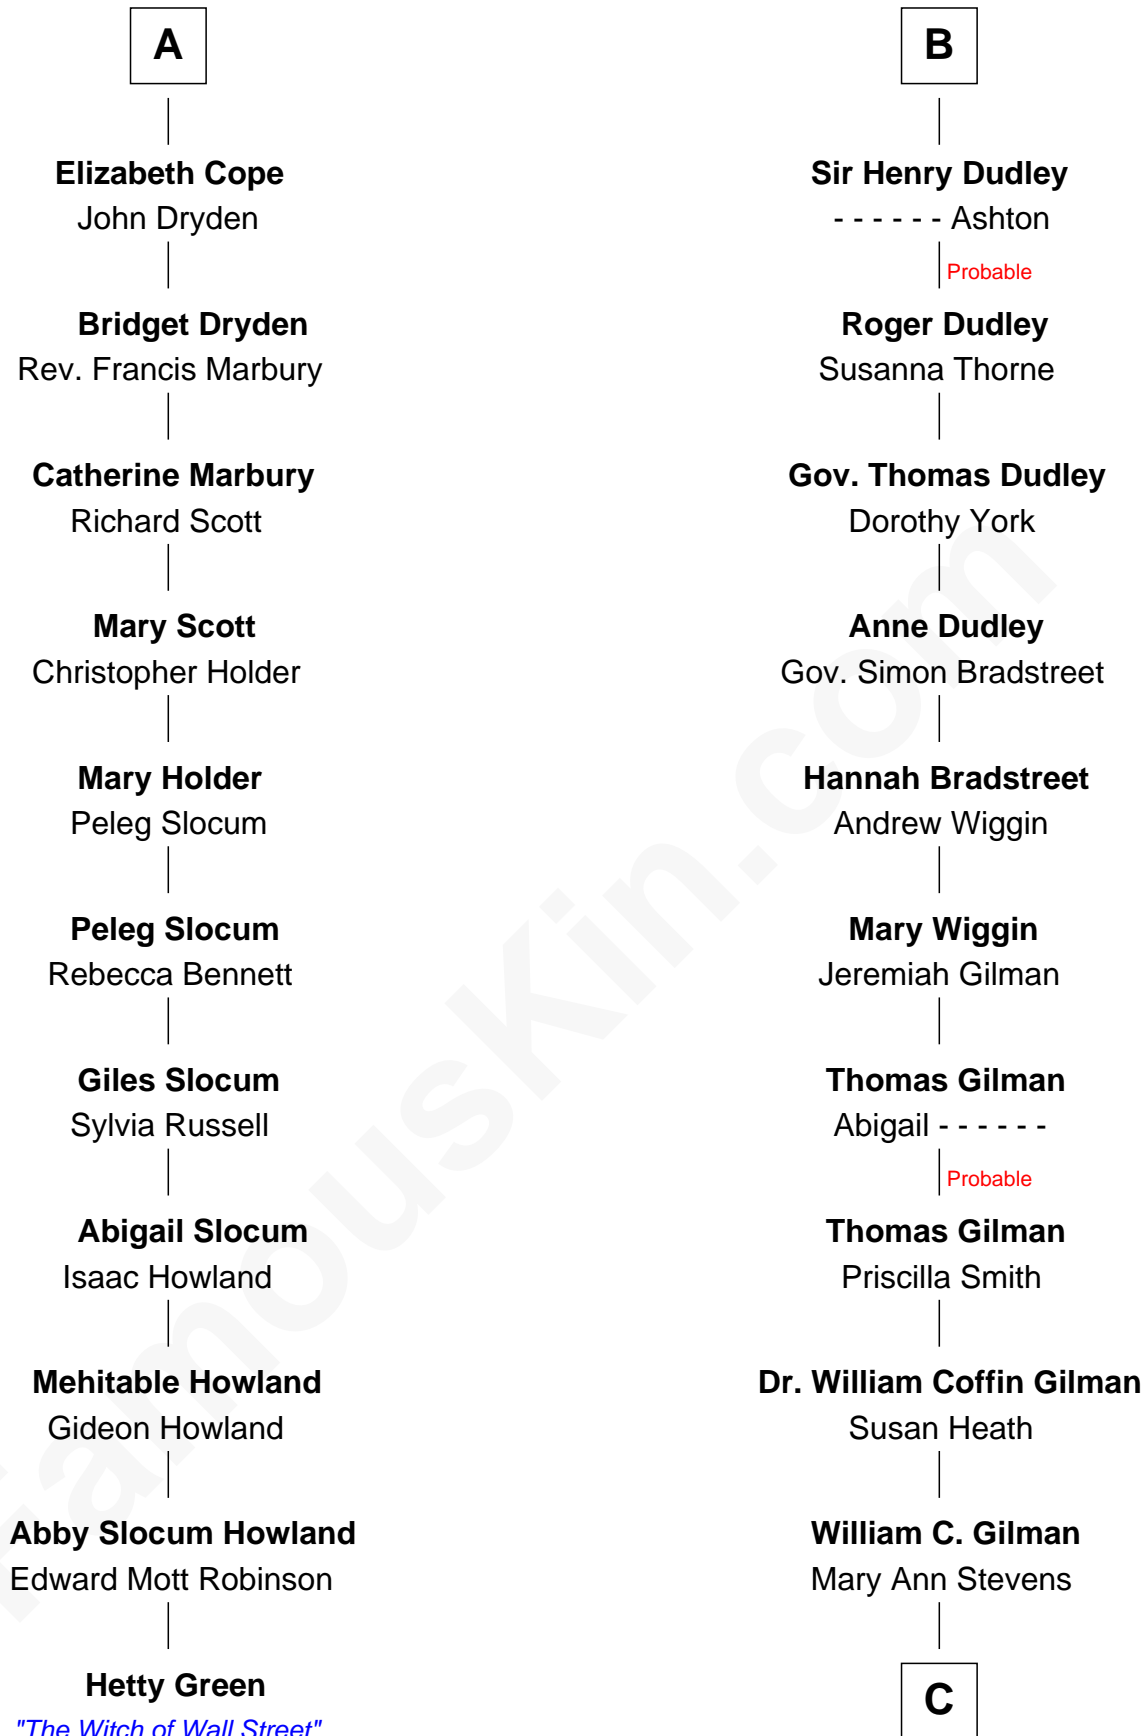 A
Elizabeth Cope
John Dryden
Bridget Dryden
Rev. Francis Marbury
Catherine Marbury
Richard Scott
Mary Scott
Christopher Holder
Mary Holder
Peleg Slocum
Peleg Slocum
Rebecca Bennett
Giles Slocum
Sylvia Russell
Abigail Slocum
Isaac Howland
Mehitable Howland
Gideon Howland
Abby Slocum Howland
Edward Mott Robinson
Hetty Green
"The Witch of Wall Street"
B
Sir Henry Dudley
- - - - - - Ashton
Probable
Roger Dudley
Susanna Thorne
Gov. Thomas Dudley
Dorothy York
Anne Dudley
Gov. Simon Bradstreet
Hannah Bradstreet
Andrew Wiggin
Mary Wiggin
Jeremiah Gilman
Thomas Gilman
Abigail - - - - - -
Probable
Thomas Gilman
Priscilla Smith
Dr. William Coffin Gilman
Susan Heath
William C. Gilman
Mary Ann Stevens
C
FamousKin.com